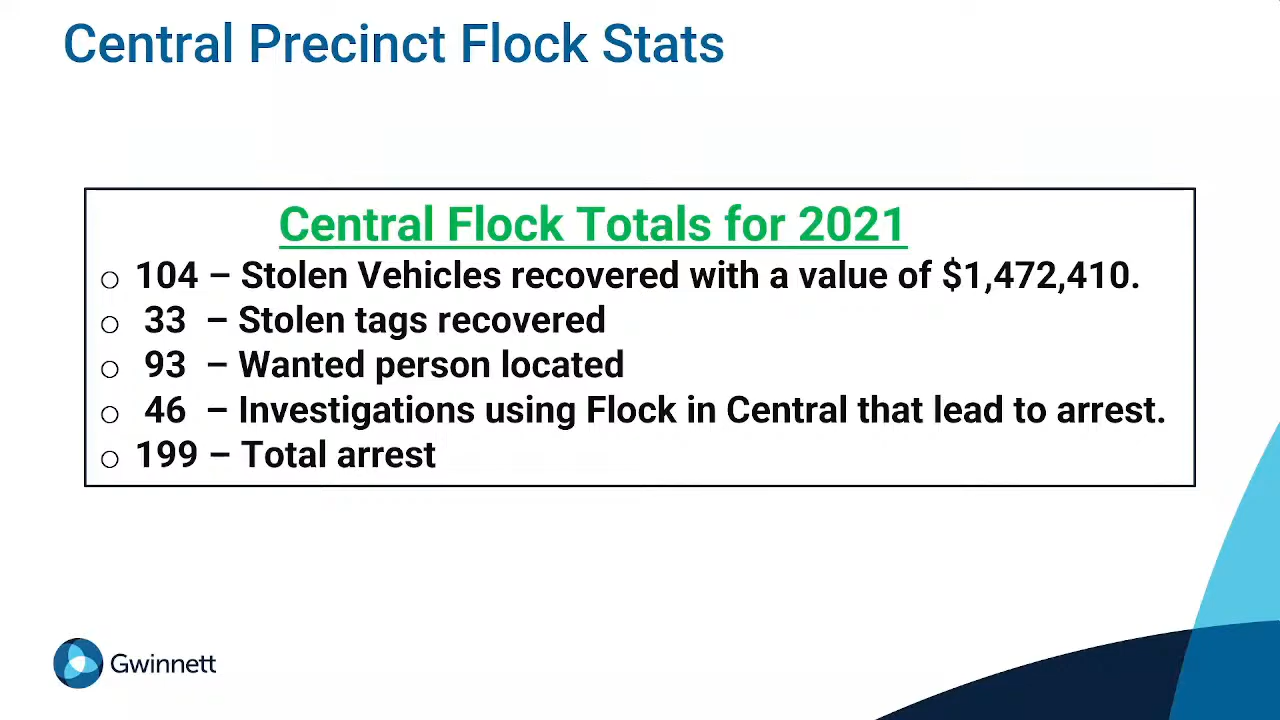 Central Precinct Flock Stats
Central Flock Totals for 2021
○ 104 – Stolen Vehicles recovered with a value of $1,472,410.
○ 33 – Stolen tags recovered
○ 93 – Wanted person located
○ 46 – Investigations using Flock in Central that lead to arrest.
○ 199 – Total arrest
Gwinnett